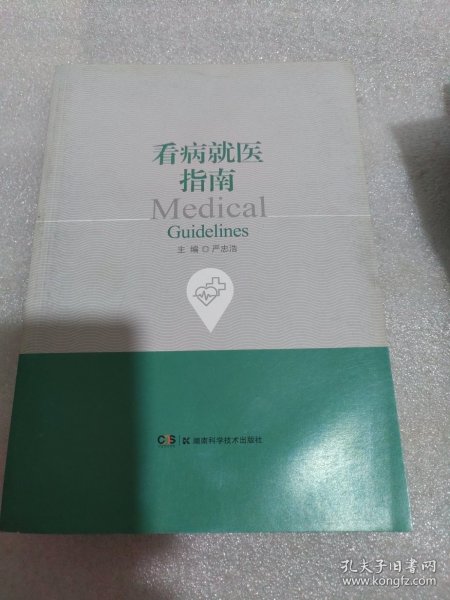 看病就医
指南
Medical
Guidelines
主 编 严忠浩
CS 湖南科学技术出版社
孔夫子旧书网
www.kongfz.com